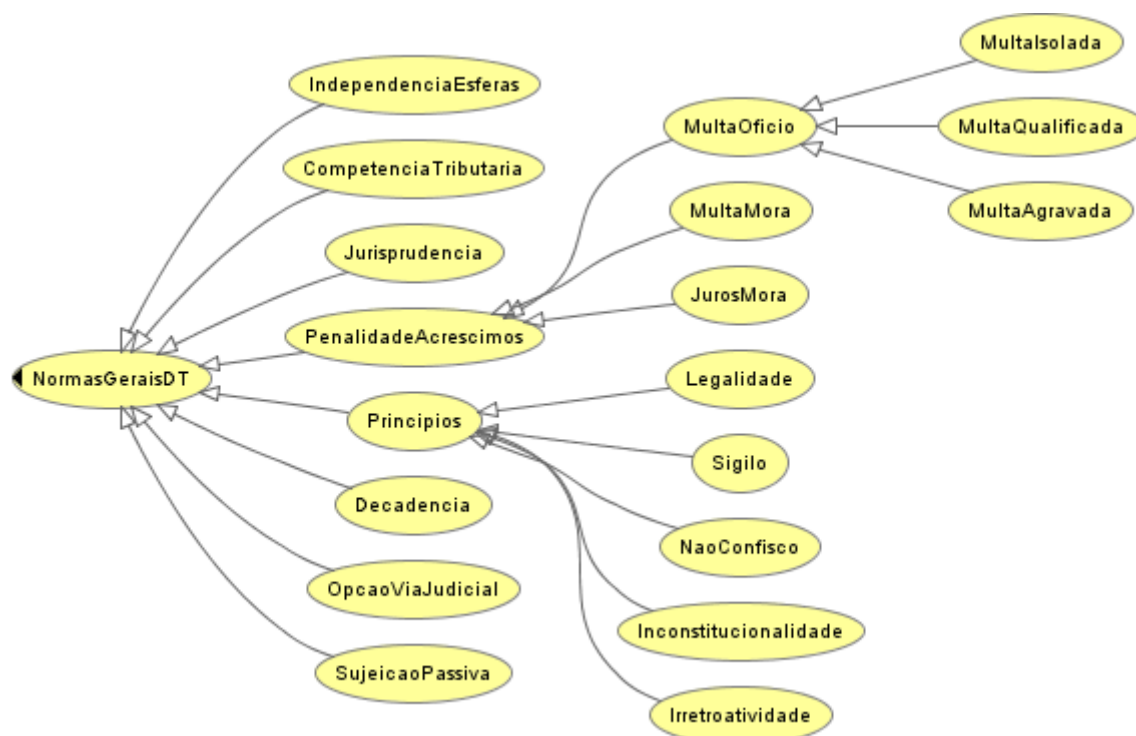 MultaIsolada
IndependenciaEsferas
MultaOficio
MultaQualificada
CompetenciaTributaria
MultaMora
MultaAgravada
Jurisprudencia
JurosMora
PenalidadeAcrescimos
NormasGeraisDT
Legalidade
Principios
Sigilo
Decadencia
NaoConfisco
OpcaoViaJudicial
Inconstitucionalidade
SujeicaoPassiva
Irretroatividade